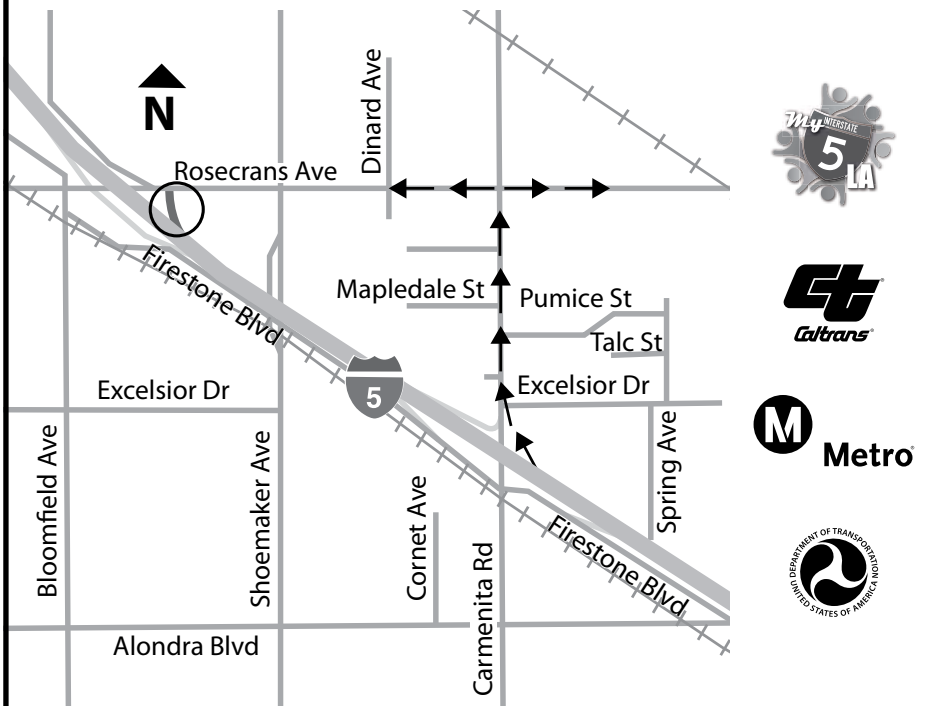 N
Dinard Ave
Rosecrans Ave
My INTERSTATE
5
LA
Firestone Blvd
Mapledale St
Pumice St
Talc St
Caltrans®
5
Excelsior Dr
Excelsior Dr
M
Metro®
Bloomfield Ave
Shoemaker Ave
Cornet Ave
Carmenita Rd
Spring Ave
Firestone Blvd
DEPARTMENT OF TRANSPORTATION
UNITED STATES OF AMERICA
Alondra Blvd